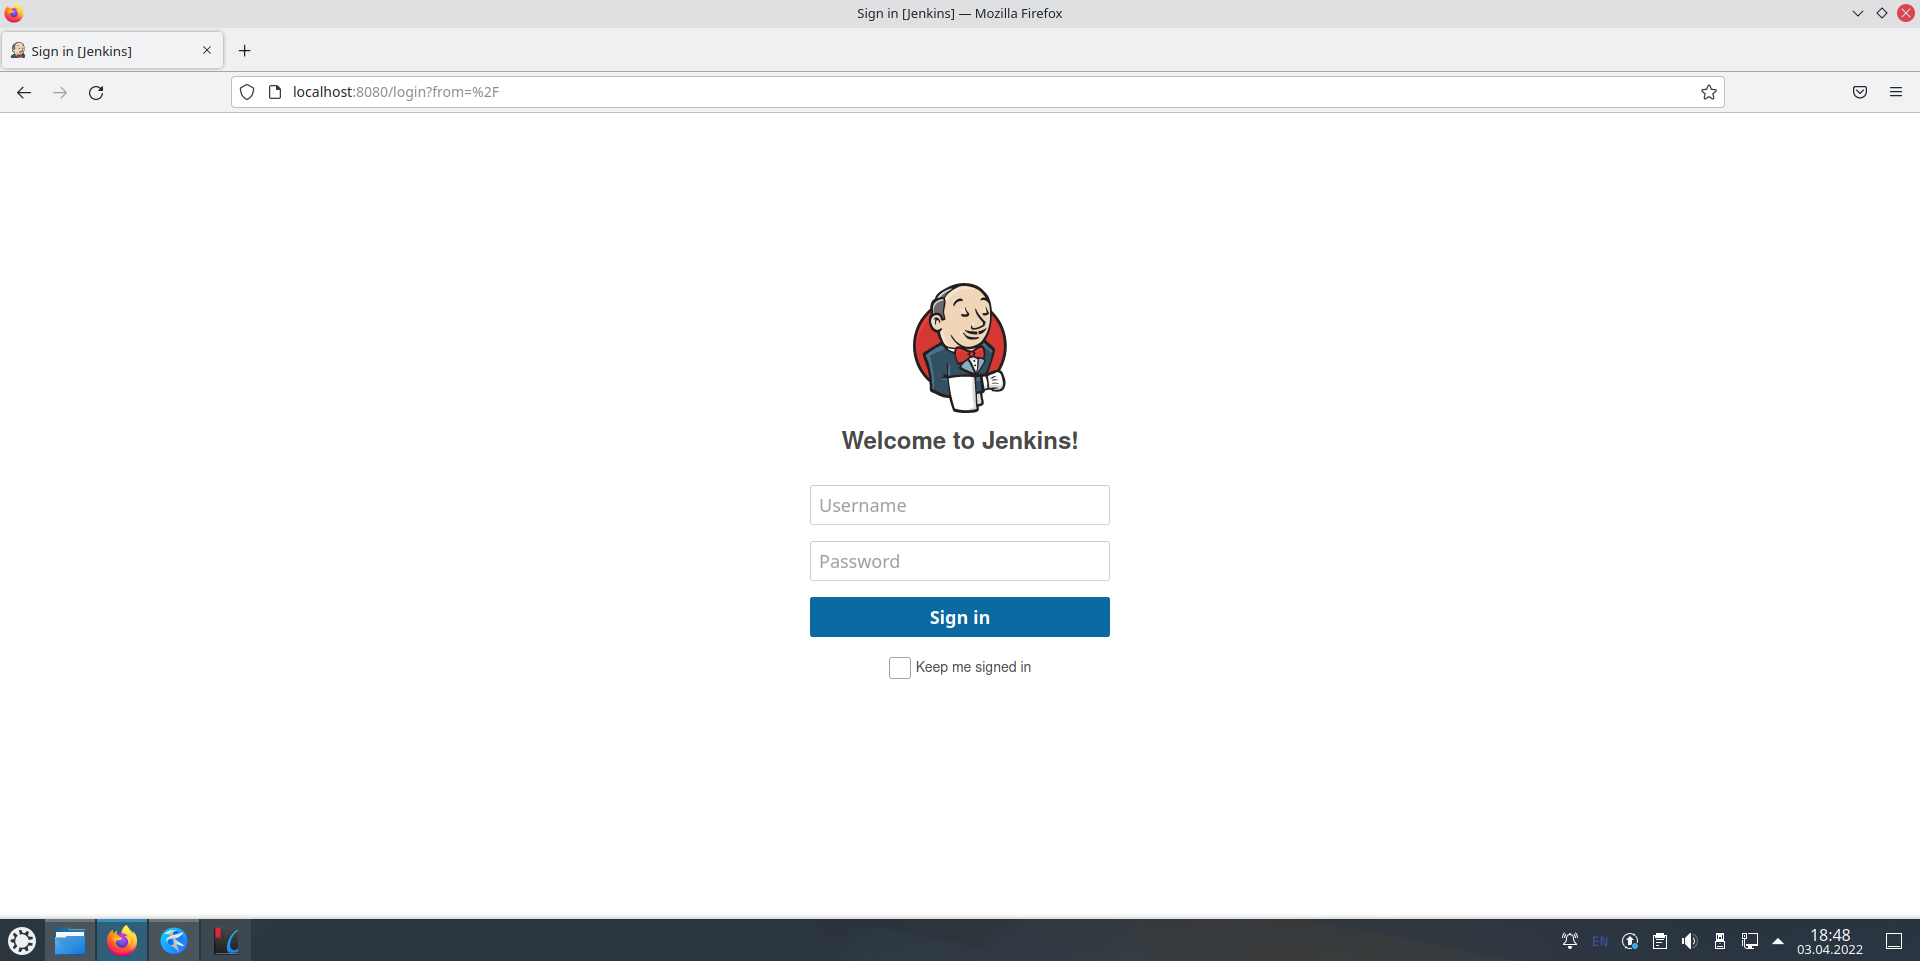 Sign in [Jenkins] — Mozilla Firefox
Sign in [Jenkins]
localhost:8080/login?from=%2F
Welcome to Jenkins!
Username
Password
Sign in
Keep me signed in
EN
18:48
03.04.2022